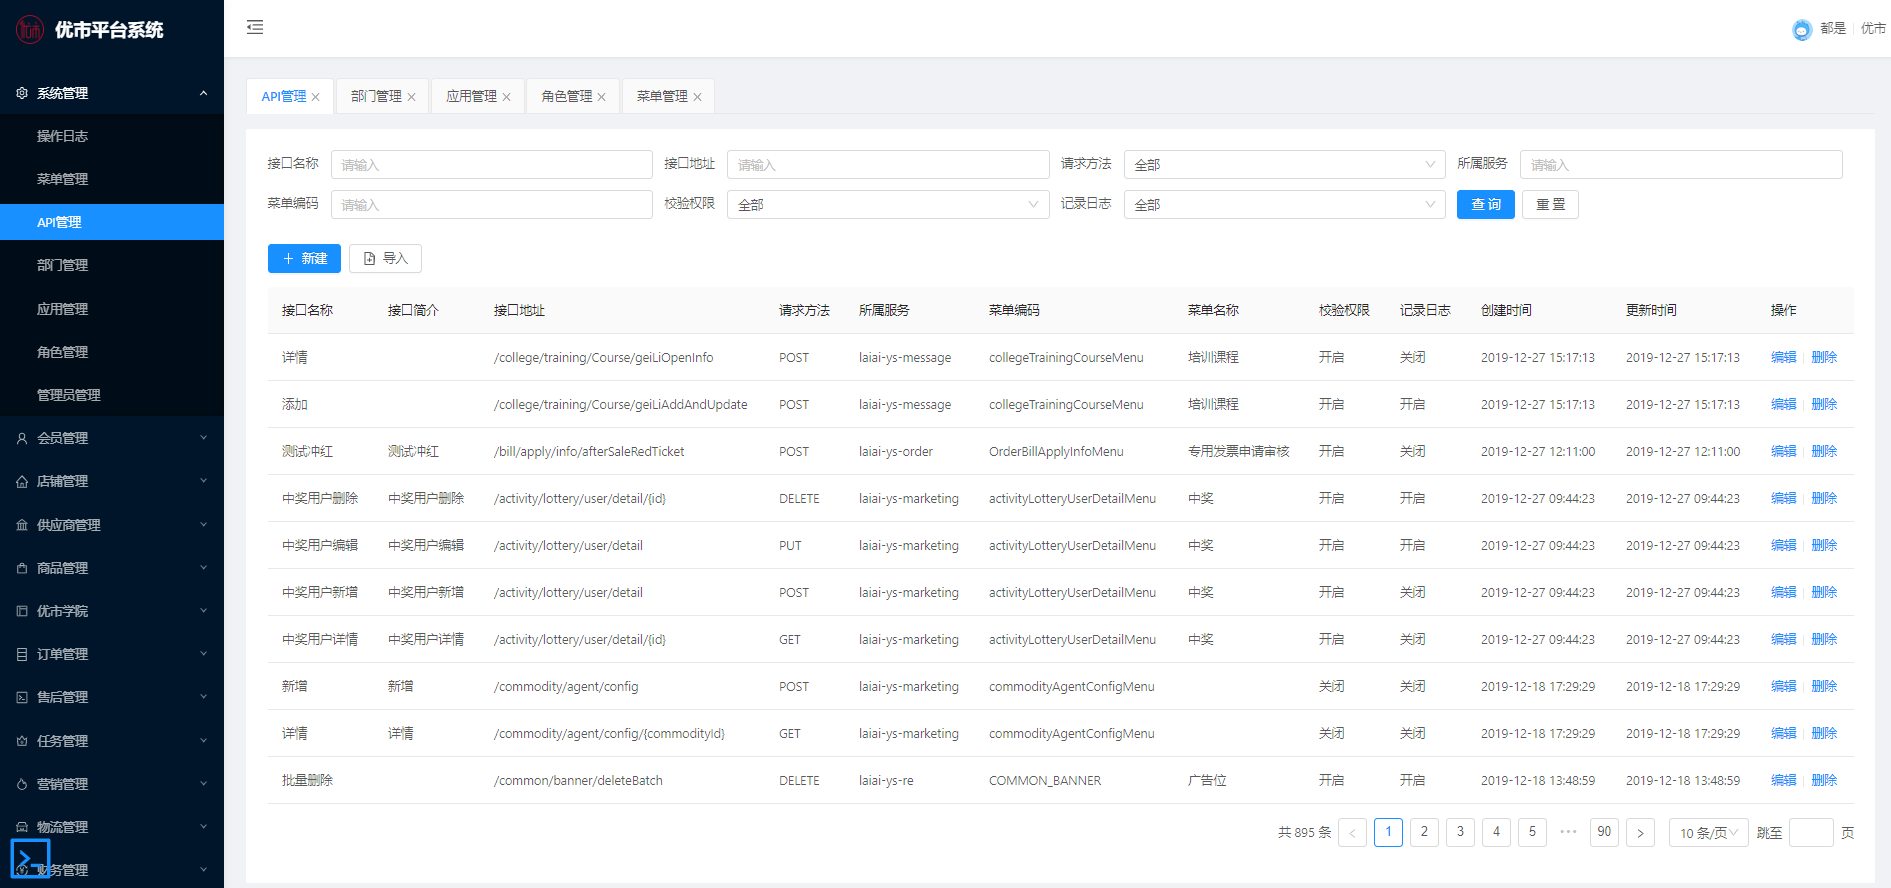 优市平台系统
都是 优市
系统管理
操作日志
菜单管理
API管理
部门管理
应用管理
角色管理
管理员管理
会员管理
店铺管理
供应商管理
商品管理
优市学院
订单管理
售后管理
任务管理
营销管理
物流管理
财务管理
API管理 部门管理 应用管理 角色管理 菜单管理
接口名称 请输入 接口地址 请输入 请求方法 全部 所属服务 请输入
菜单编码 请输入 校验权限 全部 记录日志 全部 查询 重置
新建 导入
接口名称 接口简介 接口地址 请求方法 所属服务 菜单编码 菜单名称 校验权限 记录日志 创建时间 更新时间 操作
详情 /college/training/Course/geiLiOpenInfo POST laiai-ys-message collegeTrainingCourseMenu 培训课程 开启 关闭 2019-12-27 15:17:13 2019-12-27 15:17:13 编辑 删除
添加 /college/training/Course/geiLiAddAndUpdate POST laiai-ys-message collegeTrainingCourseMenu 培训课程 开启 开启 2019-12-27 15:17:13 2019-12-27 15:17:13 编辑 删除
测试冲红 测试冲红 /bill/apply/info/afterSaleRedTicket POST laiai-ys-order OrderBillApplyInfoMenu 专用发票申请审核 开启 关闭 2019-12-27 12:11:00 2019-12-27 12:11:00 编辑 删除
中奖用户删除 中奖用户删除 /activity/lottery/user/detail/{id} DELETE laiai-ys-marketing activityLotteryUserDetailMenu 中奖 开启 开启 2019-12-27 09:44:23 2019-12-27 09:44:23 编辑 删除
中奖用户编辑 中奖用户编辑 /activity/lottery/user/detail PUT laiai-ys-marketing activityLotteryUserDetailMenu 中奖 开启 开启 2019-12-27 09:44:23 2019-12-27 09:44:23 编辑 删除
中奖用户新增 中奖用户新增 /activity/lottery/user/detail POST laiai-ys-marketing activityLotteryUserDetailMenu 中奖 开启 开启 2019-12-27 09:44:23 2019-12-27 09:44:23 编辑 删除
中奖用户详情 中奖用户详情 /activity/lottery/user/detail/{id} GET laiai-ys-marketing activityLotteryUserDetailMenu 中奖 开启 关闭 2019-12-27 09:44:23 2019-12-27 09:44:23 编辑 删除
新增 新增 /commodity/agent/config POST laiai-ys-marketing commodityAgentConfigMenu 关闭 关闭 2019-12-18 17:29:29 2019-12-18 17:29:29 编辑 删除
详情 详情 /commodity/agent/config/{commodityId} GET laiai-ys-marketing commodityAgentConfigMenu 关闭 关闭 2019-12-18 17:29:29 2019-12-18 17:29:29 编辑 删除
批量删除 /common/banner/deleteBatch DELETE laiai-ys-re COMMON_BANNER 广告位 开启 开启 2019-12-18 13:48:59 2019-12-18 13:48:59 编辑 删除
共 895 条 < 1 2 3 4 5 ••• 90 > 10 条/页 跳至 页